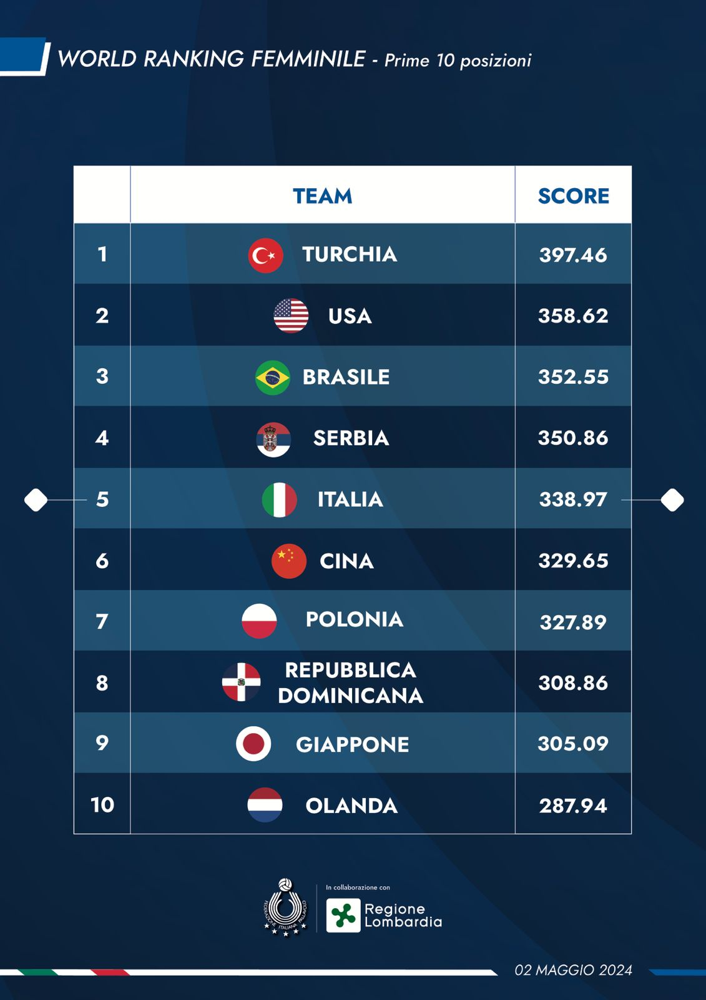 WORLD RANKING FEMMINILE - Prime 10 posizioni
TEAM SCORE
1 TURCHIA 397.46
2 USA 358.62
3 BRASILE 352.55
4 SERBIA 350.86
5 ITALIA 338.97
6 CINA 329.65
7 POLONIA 327.89
8 REPUBBLICA
DOMINICANA 308.86
9 GIAPPONE 305.09
10 OLANDA 287.94
FEDERAZIONE ITALIANA PALLAVOLO
In collaborazione con
Regione
Lombardia
02 MAGGIO 2024